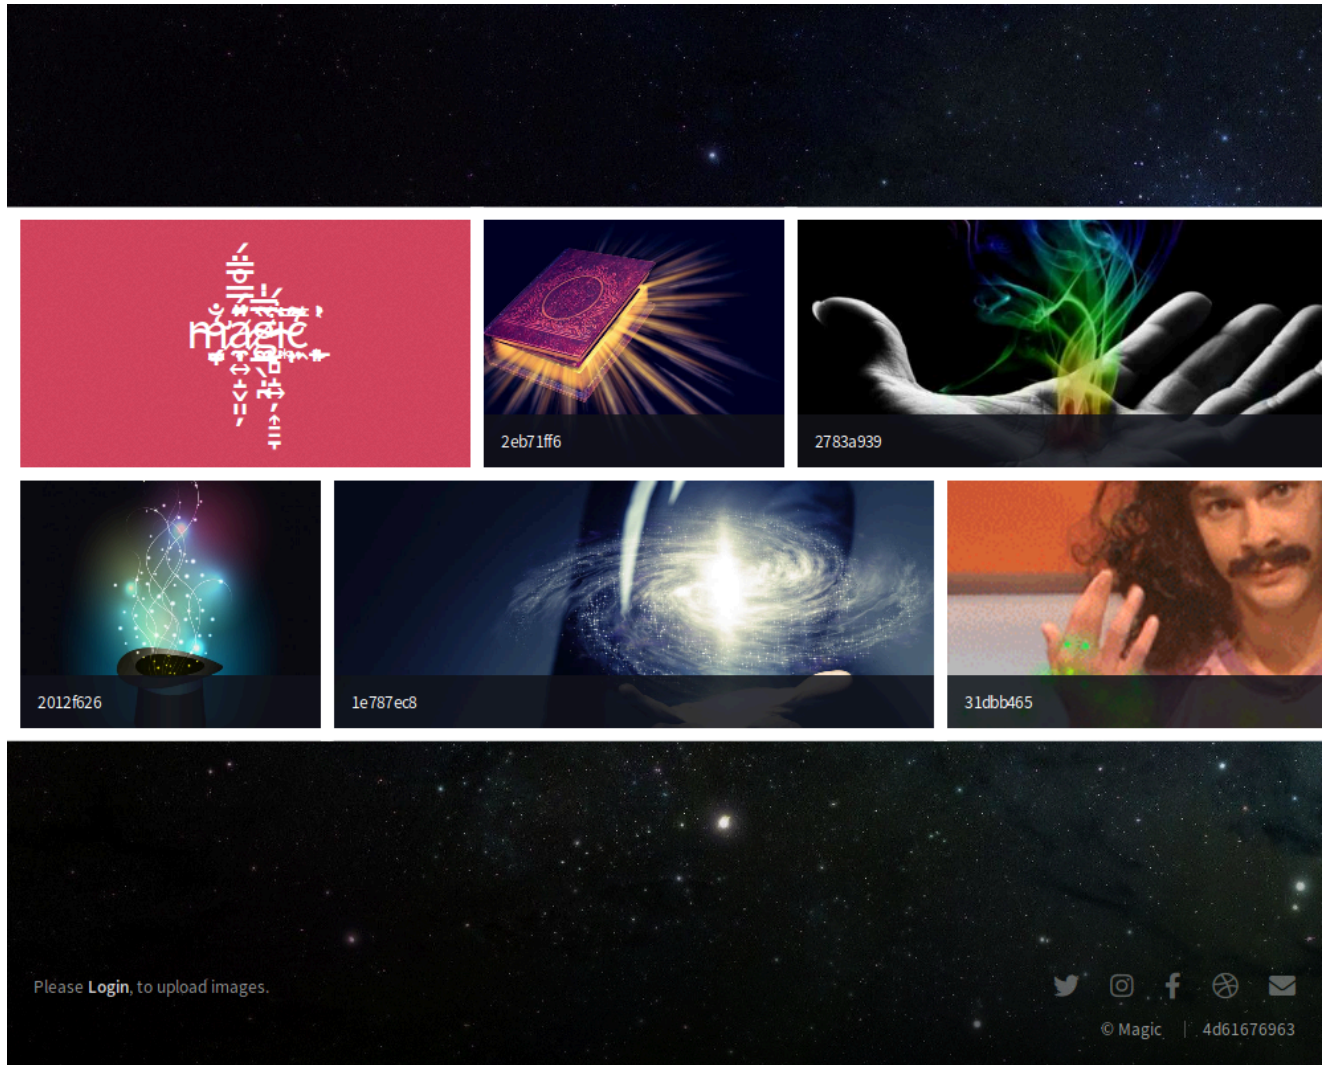 magic
2eb71ff6
2783a939
2012f626
1e787ec8
31dbb465
Please Login, to upload images.
© Magic | 4d61676963